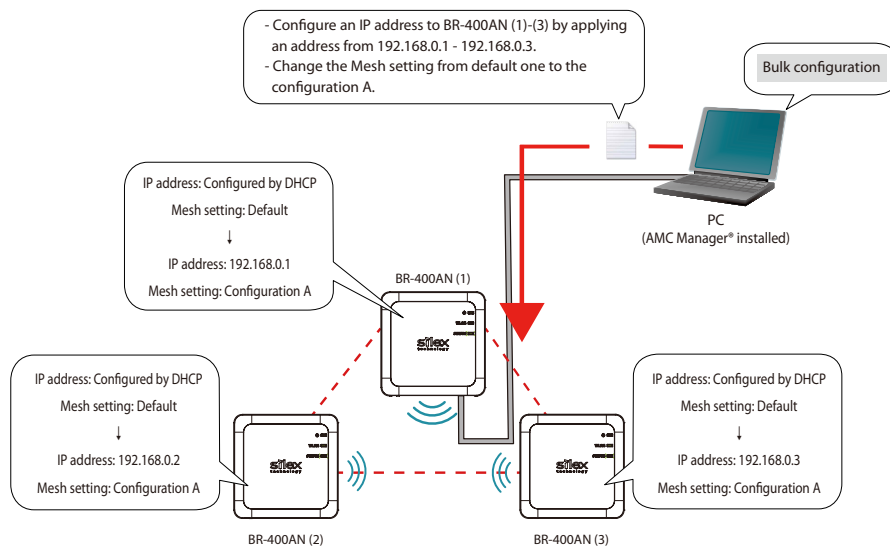 - Configure an IP address to BR-400AN (1)-(3) by applying
an address from 192.168.0.1 - 192.168.0.3.
- Change the Mesh setting from default one to the
configuration A.
Bulk configuration
PC
(AMC Manager® installed)
IP address: Configured by DHCP
Mesh setting: Default
↓
IP address: 192.168.0.1
Mesh setting: Configuration A
BR-400AN (1)
silex
technology
IP address: Configured by DHCP
Mesh setting: Default
↓
IP address: 192.168.0.2
Mesh setting: Configuration A
silex
technology
BR-400AN (2)
IP address: Configured by DHCP
Mesh setting: Default
↓
IP address: 192.168.0.3
Mesh setting: Configuration A
silex
technology
BR-400AN (3)